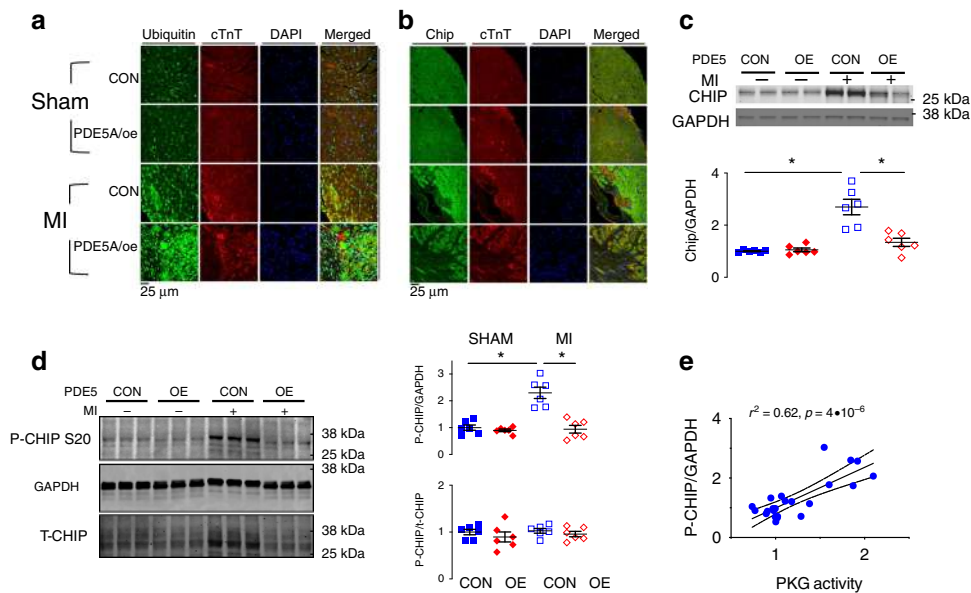 a
Ubiquitin cTnT DAPI Merged
Sham
CON
PDE5A/oe
MI
CON
PDE5A/oe
25 μm
b
Chip cTnT DAPI Merged
25 μm
c
PDE5 CON OE CON OE
MI – – + +
CHIP
25 kDa
38 kDa
GAPDH
* *
Chip/GAPDH
4
2
0
d
PDE5 CON OE CON OE
MI – – + +
P-CHIP S20
38 kDa
25 kDa
38 kDa
GAPDH
T-CHIP
38 kDa
25 kDa
SHAM MI
* *
P-CHIP/GAPDH
3
2
1
0
P-CHIP/t-CHIP
2
1
0
CON OE CON OE
e
r² = 0.62, p = 4•10⁻⁶
P-CHIP/GAPDH
4
2
0
1 2
PKG activity